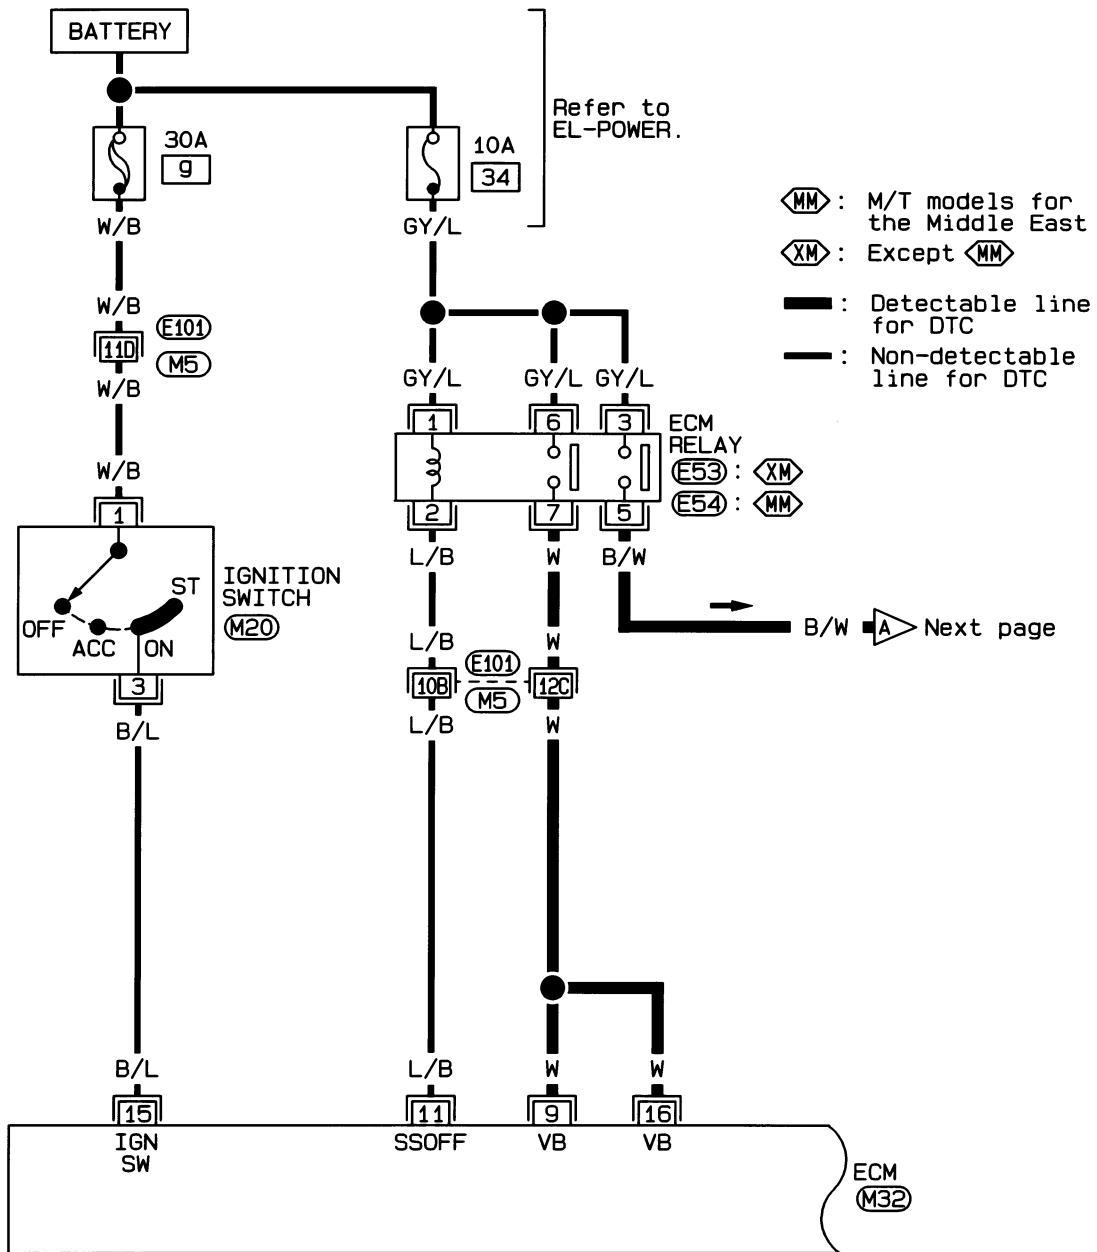 BATTERY
Refer to
EL-POWER.
30A
9
10A
34
W/B
GY/L
MM : M/T models for
the Middle East
XM : Except MM
: Detectable line
for DTC
: Non-detectable
line for DTC
W/B
E101
11D
M5
W/B
GY/L
GY/L
GY/L
W/B
1
6
3
ECM
RELAY
E53 : XM
E54 : MM
1
2
7
5
L/B
W
B/W
IGNITION
SWITCH
M20
ST
OFF
ACC
ON
B/W
A
Next page
L/B
W
3
E101
10B
12C
M5
B/L
L/B
W
B/L
L/B
W
W
15
11
9
16
IGN
SW
SSOFF
VB
VB
ECM
M32